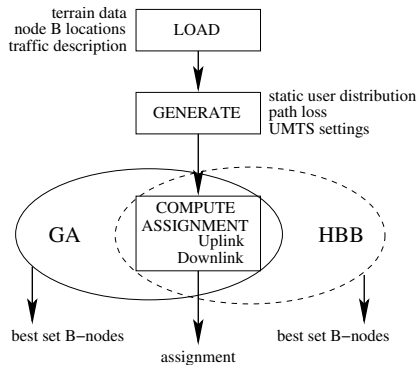 terrain data
node B locations
traffic description
LOAD
GENERATE
static user distribution
path loss
UMTS settings
COMPUTE
ASSIGNMENT
Uplink
Downlink
GA
HBB
best set B−nodes
assignment
best set B−nodes